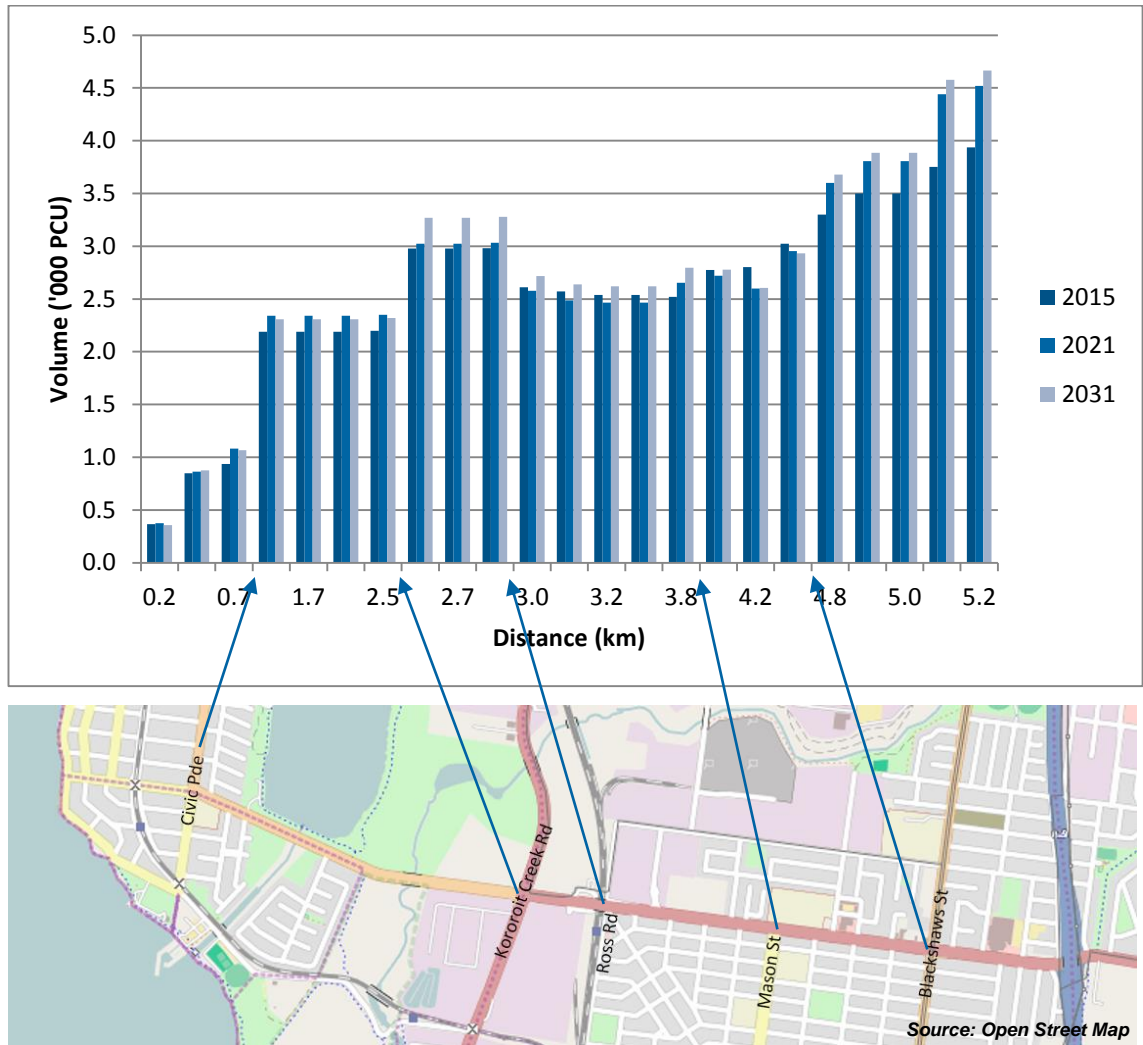 5.0
4.5
4.0
3.5
3.0
2.5
2.0
1.5
1.0
0.5
0.0
Volume ('000 PCU)
0.2 0.7 1.7 2.5 2.7 3.0 3.2 3.8 4.2 4.8 5.0 5.2
Distance (km)
2015
2021
2031
Civic Pde
Kororoit Creek Rd
Ross Rd
Mason St
Blackshaws St
Source: Open Street Map